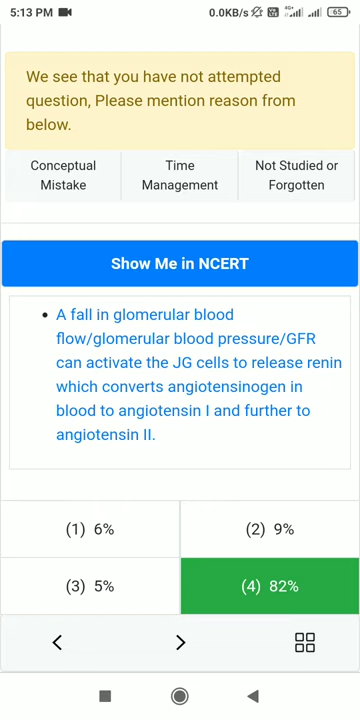 5:13 PM
0.0KB/s
4G+
65
We see that you have not attempted
question, Please mention reason from
below.
Conceptual
Mistake
Time
Management
Not Studied or
Forgotten
Show Me in NCERT
• A fall in glomerular blood
flow/glomerular blood pressure/GFR
can activate the JG cells to release renin
which converts angiotensinogen in
blood to angiotensin I and further to
angiotensin II.
(1) 6%
(2) 9%
(3) 5%
(4) 82%